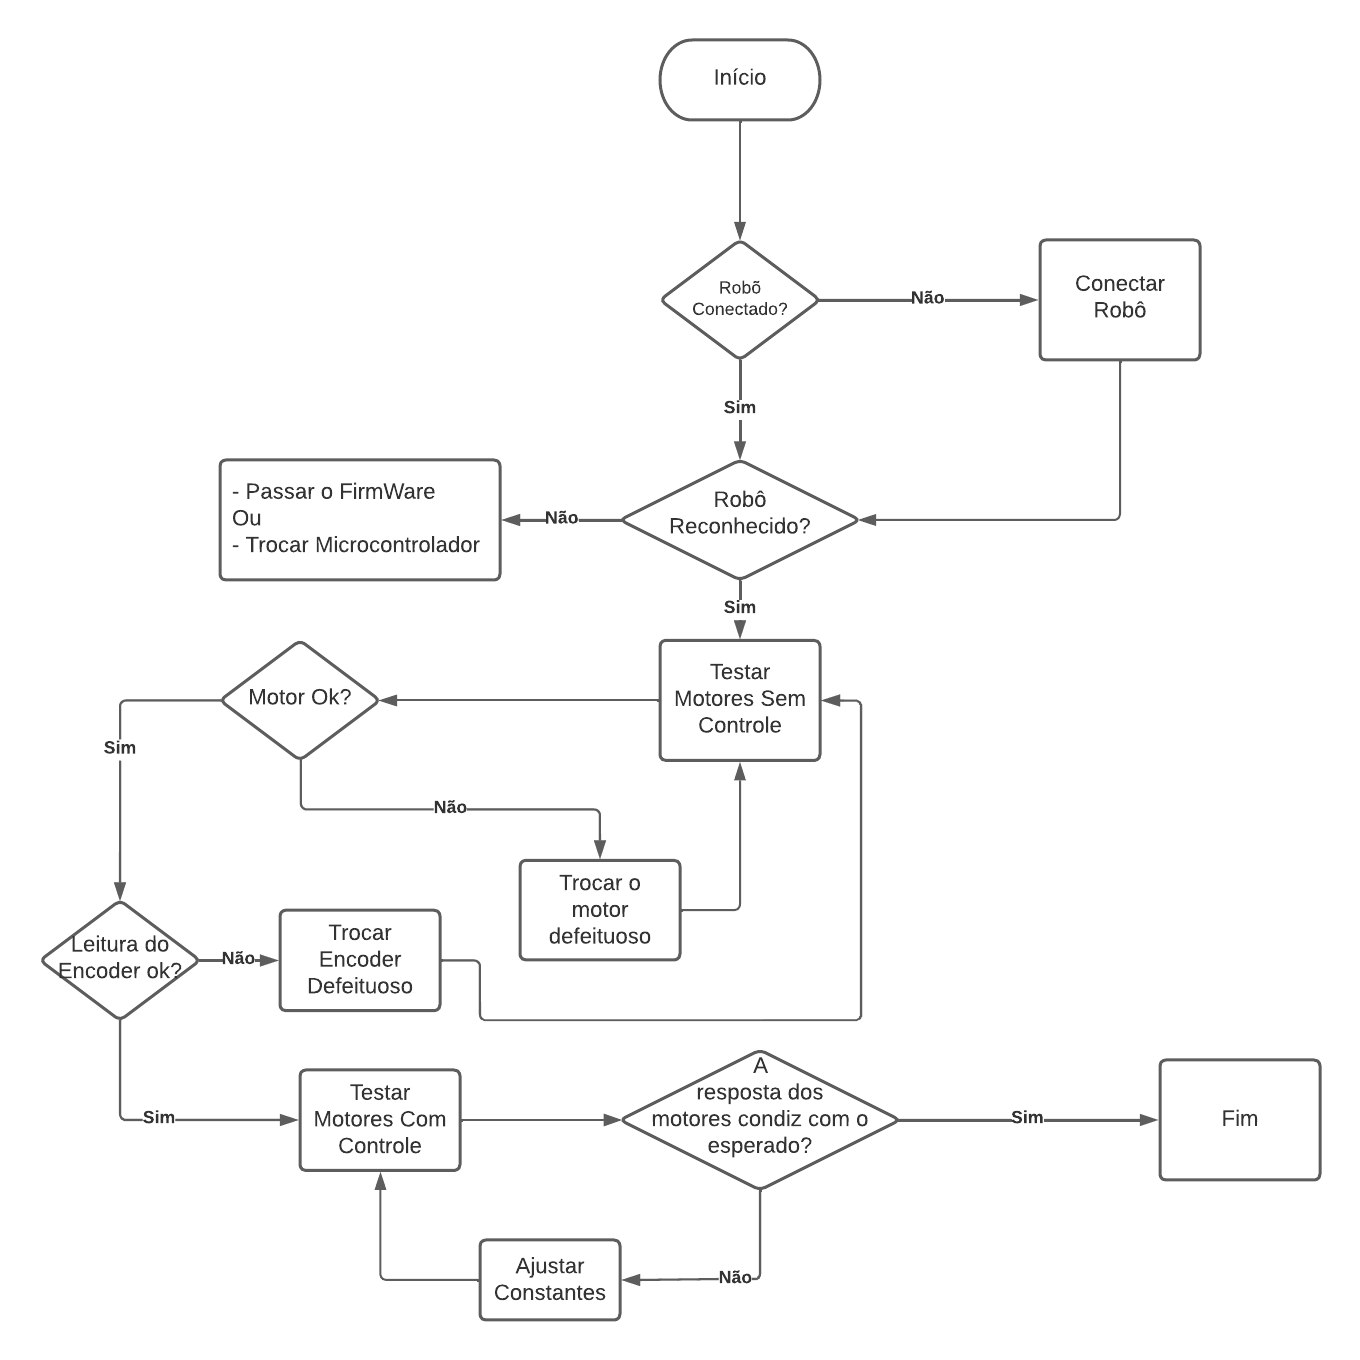 Início
Robõ
Conectado?
Não
Conectar
Robô
Sim
- Passar o FirmWare
Ou
- Trocar Microcontrolador
Não
Robô
Reconhecido?
Sim
Testar
Motores Sem
Controle
Motor Ok?
Sim
Não
Trocar o
motor
defeituoso
Leitura do
Encoder ok?
Não
Trocar
Encoder
Defeituoso
Sim
Testar
Motores Com
Controle
A
resposta dos
motores condiz com o
esperado?
Sim
Fim
Não
Ajustar
Constantes